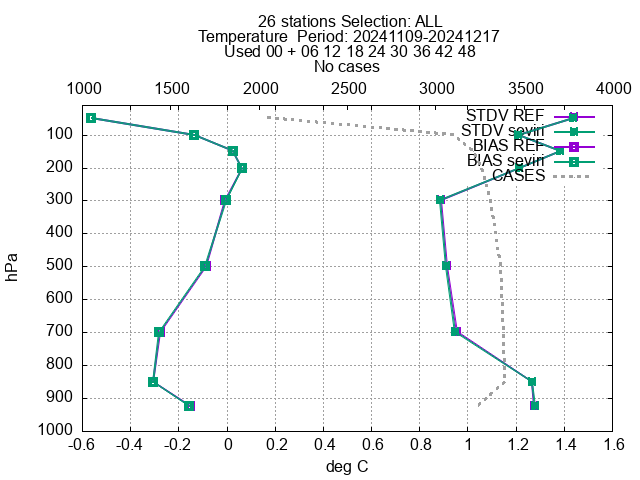 26 stations Selection: ALL
Temperature  Period: 20241109-20241217
Used 00 + 06 12 18 24 30 36 42 48
No cases
1000 1500 2000 2500 3000 3500 4000
STDV REF
STDV seviri
BIAS REF
BIAS seviri
CASES
100
200
300
400
500
600
700
800
900
1000
hPa
-0.6 -0.4 -0.2 0 0.2 0.4 0.6 0.8 1 1.2 1.4 1.6
deg C